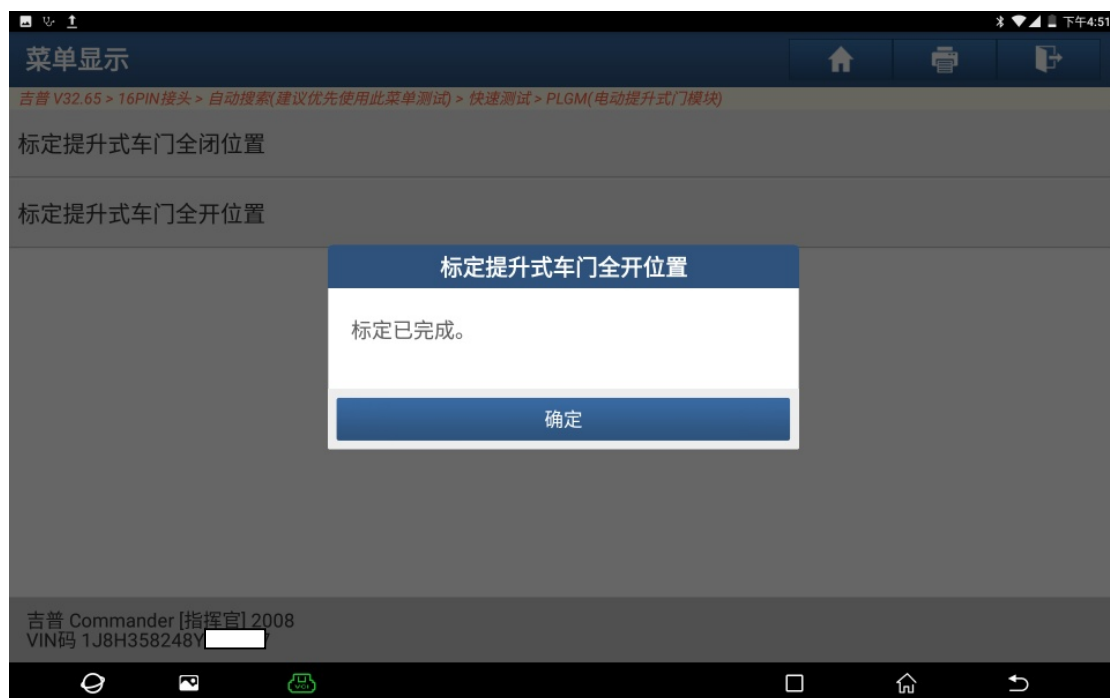 下午4:51
菜单显示
吉普 V32.65 > 16PIN接头 > 自动搜索(建议优先使用此菜单测试) > 快速测试 > PLGM(电动提升式门模块)
标定提升式车门全闭位置
标定提升式车门全开位置
标定提升式车门全开位置
标定已完成。
确定
吉普 Commander [指挥官] 2008
VIN码 1J8H358248Y